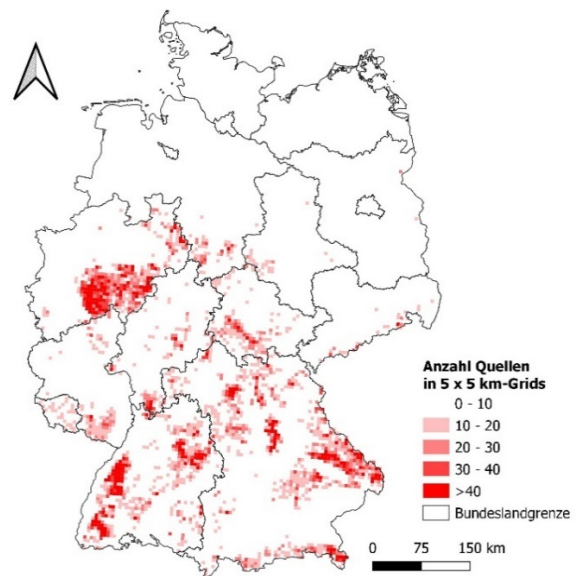 Anzahl Quellen
in 5 x 5 km-Grids
0 - 10
10 - 20
20 - 30
30 - 40
>40
Bundeslandgrenze
0 75 150 km